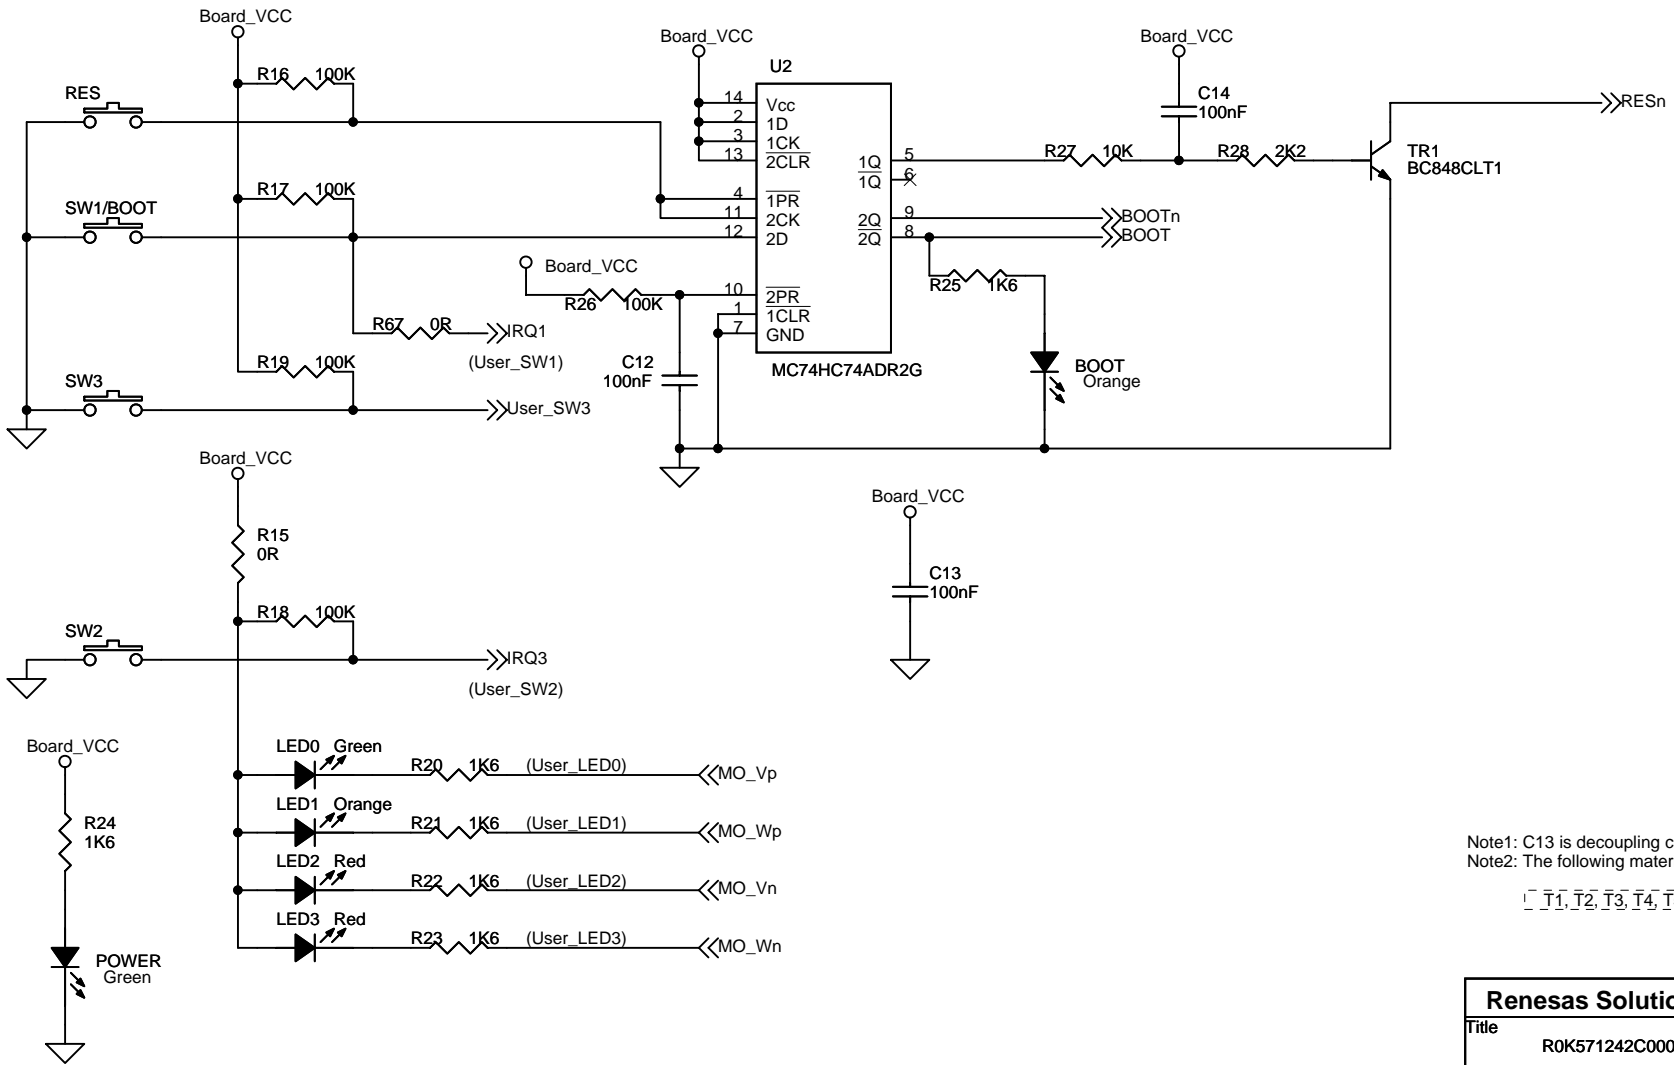 Board_VCC
R16 100K
RES
R17 100K
SW1/BOOT
R67 0R
IRQ1
(User_SW1)
R19 100K
SW3
User_SW3
Board_VCC
U2
14 Vcc
2 1D
3 1CK
13 2CLR
4 1PR
11 2CK
12 2D
10 2PR
1 1CLR
7 GND
1Q 5
1Q 6
2Q 9
2Q 8
MC74HC74ADR2G
Board_VCC
R26 100K
C12
100nF
Board_VCC
C14
100nF
R27 10K
R28 2K2
TR1
BC848CLT1
RESn
BOOTn
BOOT
R25 1K6
BOOT
Orange
Board_VCC
R15
0R
R18 100K
SW2
IRQ3
(User_SW2)
Board_VCC
C13
100nF
Board_VCC
R24
1K6
POWER
Green
LED0 Green
R20 1K6 (User_LED0) MO_Vp
LED1 Orange
R21 1K6 (User_LED1) MO_Wp
LED2 Red
R22 1K6 (User_LED2) MO_Vn
LED3 Red
R23 1K6 (User_LED3) MO_Wn
Note1: C13 is decoupling c
Note2: The following mater
T1, T2, T3, T4, T
Renesas Solutio
Title
R0K571242C000